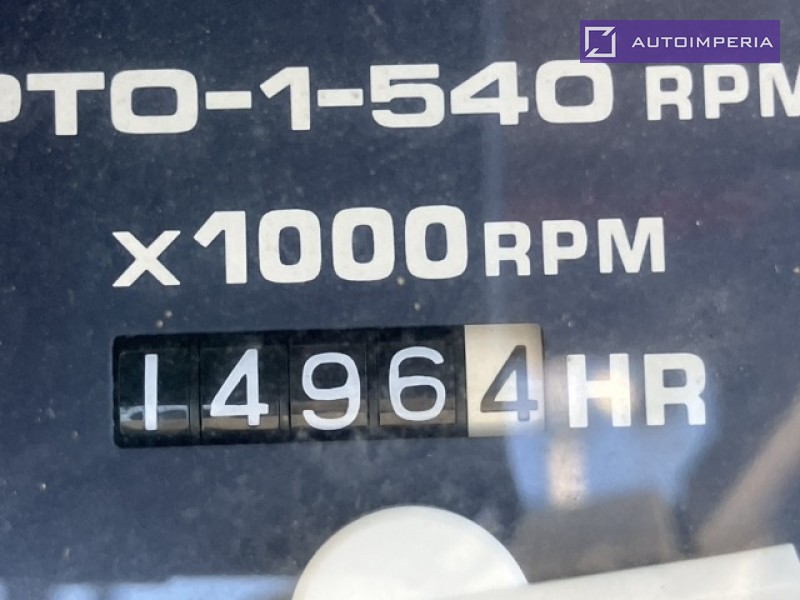 AUTOIMPERIA
PTO-1-540 RPM
x1000 RPM
14964 HR